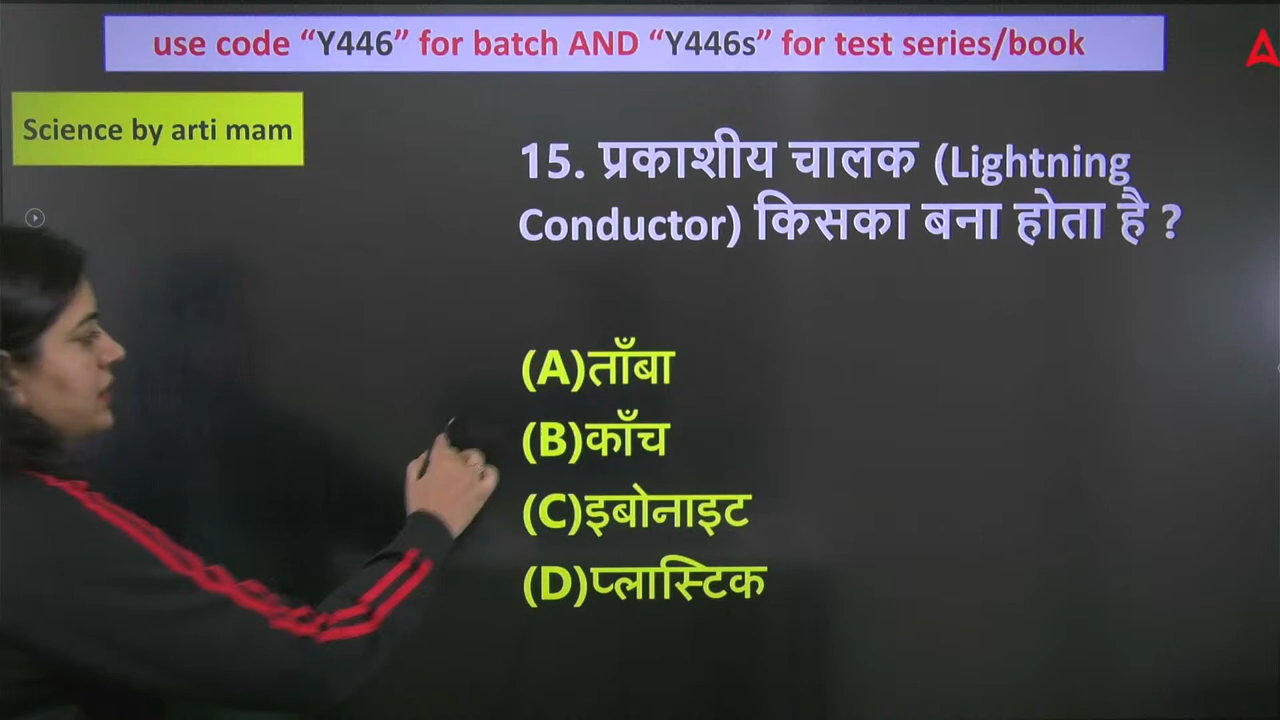 use code “Y446” for batch AND “Y446s” for test series/book
Science by arti mam
15. प्रकाशीय चालक (Lightning
Conductor) किसका बना होता है ?
(A)ताँबा
(B)काँच
(C)इबोनाइट
(D)प्लास्टिक